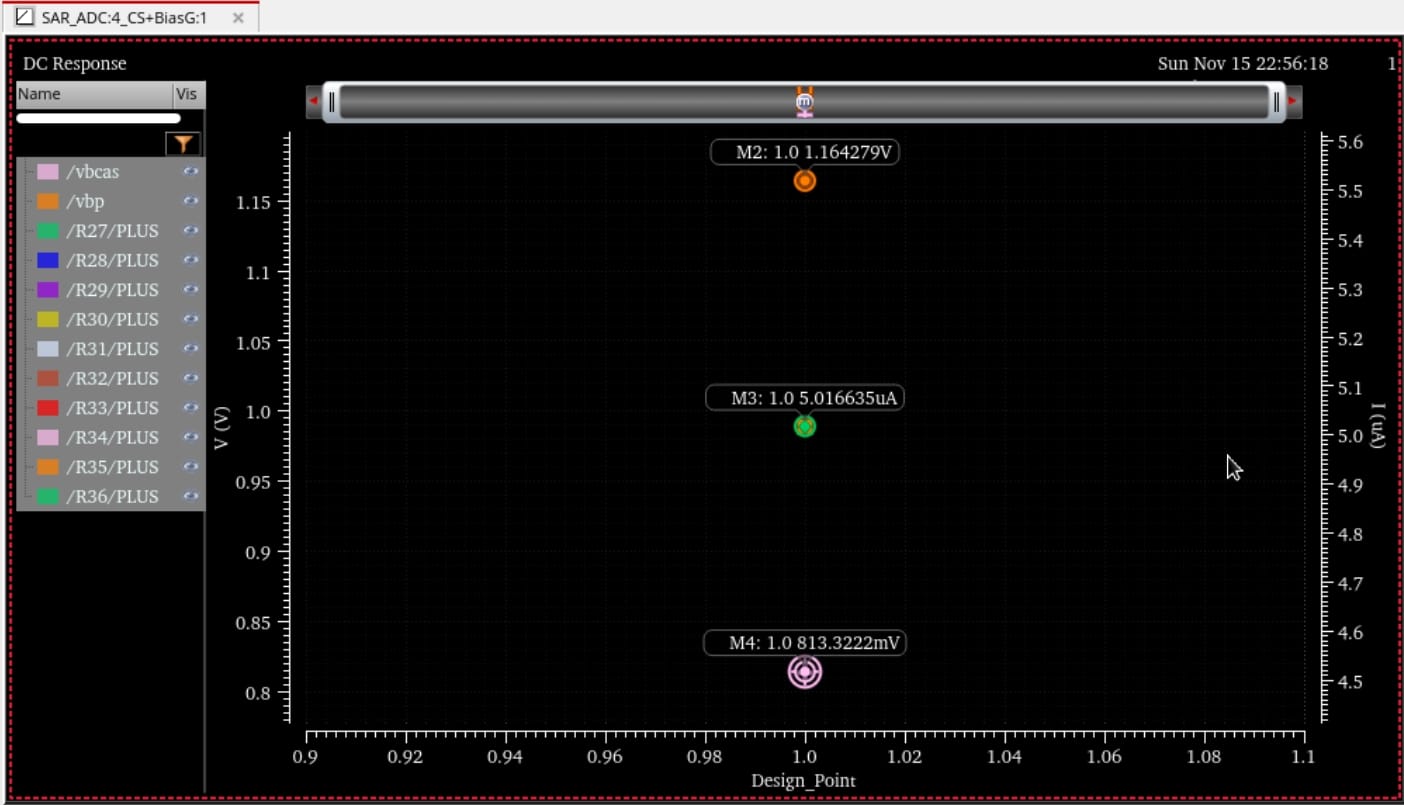 SAR_ADC:4_CS+BiasG:1
DC Response
Sun Nov 15 22:56:18 1
Name Vis
/vbcas
/vbp
/R27/PLUS
/R28/PLUS
/R29/PLUS
/R30/PLUS
/R31/PLUS
/R32/PLUS
/R33/PLUS
/R34/PLUS
/R35/PLUS
/R36/PLUS
m
V (V)
1.15
1.1
1.05
1.0
0.95
0.9
0.85
0.8
M2: 1.0 1.164279V
M3: 1.0 5.016635uA
M4: 1.0 813.3222mV
5.6
5.5
5.4
5.3
5.2
5.1
5.0
4.9
4.8
4.7
4.6
4.5
I (uA)
0.9 0.92 0.94 0.96 0.98 1.0 1.02 1.04 1.06 1.08 1.1
Design_Point